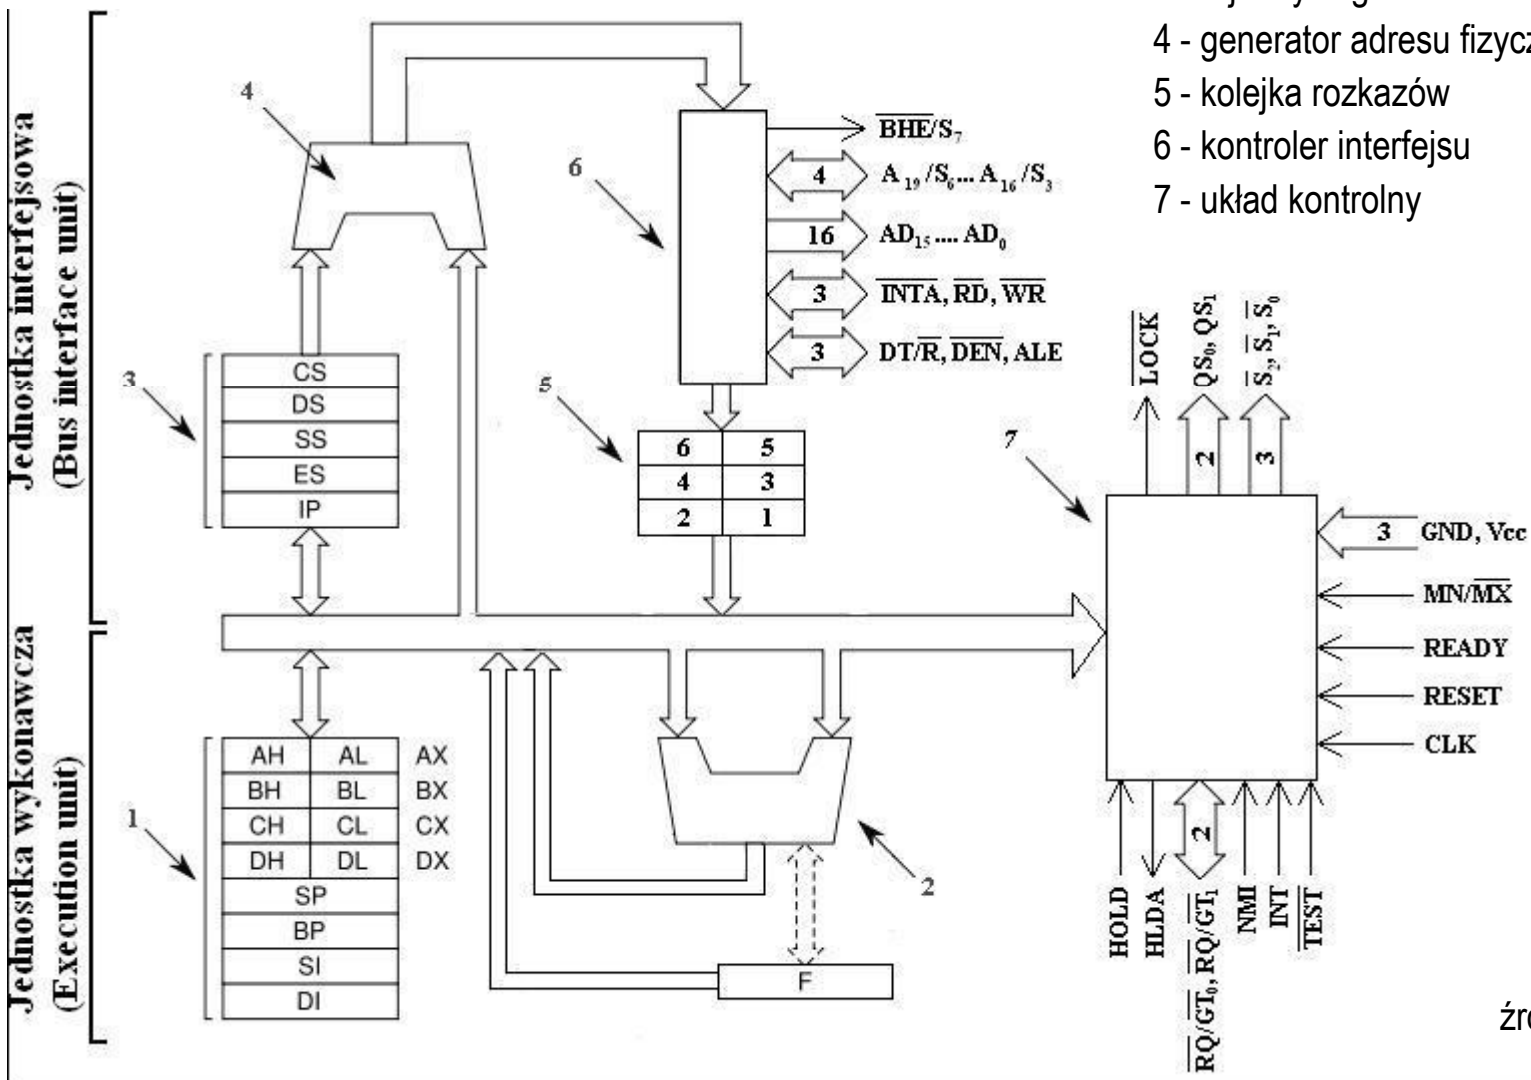 4 - generator adresu
5 - kolejka rozkazów
6 - kontroler interfejsu
7 - układ kontrolny
Jednostka interfejsowa
(Bus interface unit)
4
6
BHE/S7
4 A19/S6... A16/S3
16 AD15 .... AD0
3 INTA, RD, WR
3 DT/R, DEN, ALE
3
CS
DS
SS
ES
IP
5
6 5
4 3
2 1
7
LOCK
2 QS0, QS1
3 S2, S1, S0
3 GND, Vcc
MN/MX
READY
RESET
CLK
HOLD
HLDA
2 RQ/GT0, RQ/GT1
NMI
INT
TEST
Jednostka wykonawcza
(Execution unit)
1
AH AL AX
BH BL BX
CH CL CX
DH DL DX
SP
BP
SI
DI
2
F